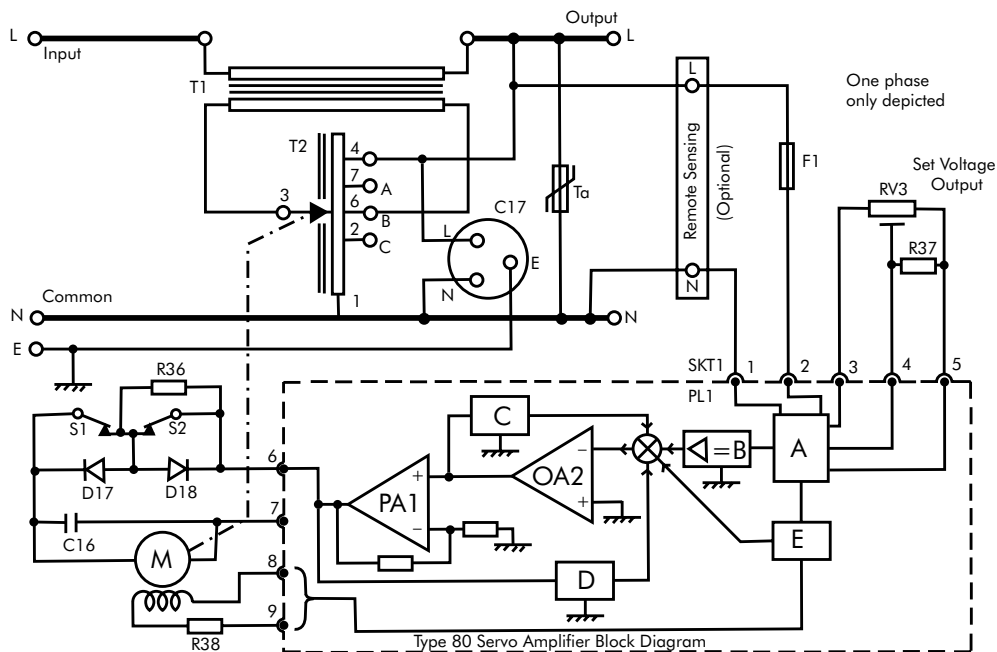 L
Input
Output
L
T1
One phase
only depicted
L
T2
4
7
A
3
6
B
2
C
C17
L
E
N
1
Ta
Remote Sensing
(Optional)
N
F1
Set Voltage
Output
RV3
R37
Common
N
N
E
SKT1
1
2
3
4
5
PL1
R36
S1
S2
D17
D18
C16
M
R38
6
7
8
9
C
PA1
+
−
OA2
−
+
=B
A
D
E
Type 80 Servo Amplifier Block Diagram